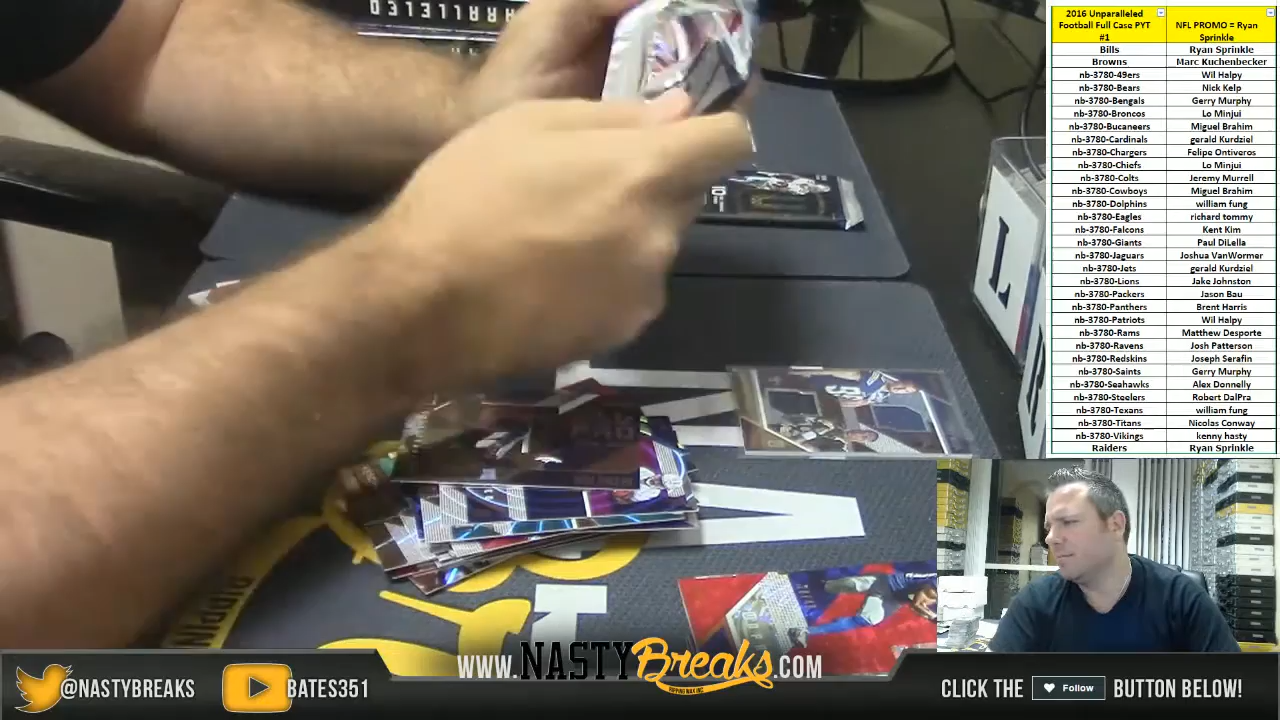 2016 Unparalleled
Football Full Case PYT
#1
NFL PROMO = Ryan
Sprinkle
Bills Ryan Sprinkle
Browns Marc Kuchenbecker
nb-3780-49ers Wil Halpy
nb-3780-Bears Nick Kelp
nb-3780-Bengals Gerry Murphy
nb-3780-Broncos Lo Minjui
nb-3780-Bucaneers Miguel Brahim
nb-3780-Cardinals gerald Kurdziel
nb-3780-Chargers Felipe Ontiveros
nb-3780-Chiefs Lo Minjui
nb-3780-Colts Jeremy Murrell
nb-3780-Cowboys Miguel Brahim
nb-3780-Dolphins william fung
nb-3780-Eagles richard tommy
nb-3780-Falcons Kent Kim
nb-3780-Giants Paul DiLella
nb-3780-Jaguars Joshua VanWormer
nb-3780-Jets gerald Kurdziel
nb-3780-Lions Jake Johnston
nb-3780-Packers Jason Bau
nb-3780-Panthers Brent Harris
nb-3780-Patriots Wil Halpy
nb-3780-Rams Matthew Desporte
nb-3780-Ravens Josh Patterson
nb-3780-Redskins Joseph Serafin
nb-3780-Saints Gerry Murphy
nb-3780-Seahawks Alex Donnelly
nb-3780-Steelers Robert DalPra
nb-3780-Texans william fung
nb-3780-Titans Nicolas Conway
nb-3780-Vikings kenny hasty
Raiders Ryan Sprinkle
L
R
@NASTYBREAKS
BATES351
WWW.NASTYBreaks.COM
RIPPING WAX INC
CLICK THE Follow BUTTON BELOW!